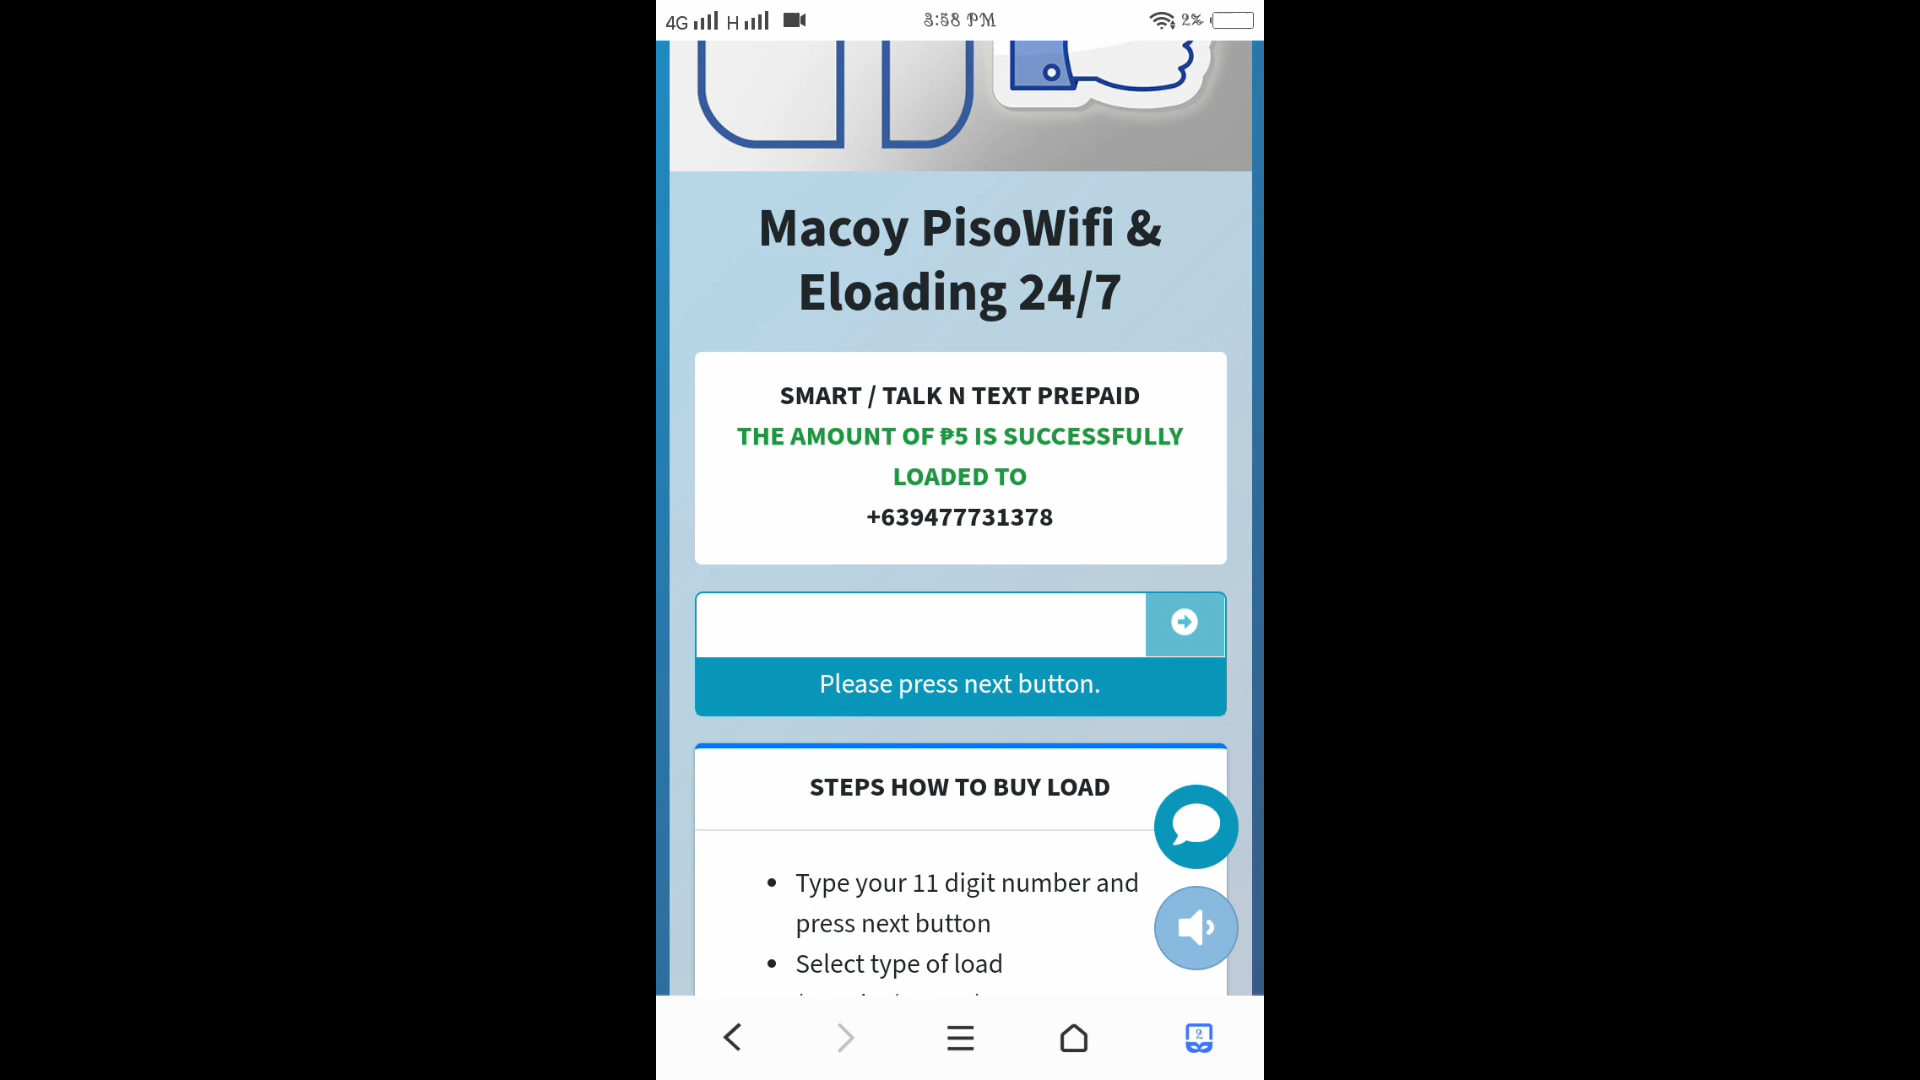 4G H 3:58 PM 2%
Macoy PisoWifi &
Eloading 24/7
SMART / TALK N TEXT PREPAID
THE AMOUNT OF ₱5 IS SUCCESSFULLY
LOADED TO
+639477731378
Please press next button.
STEPS HOW TO BUY LOAD
• Type your 11 digit number and
press next button
• Select type of load
2